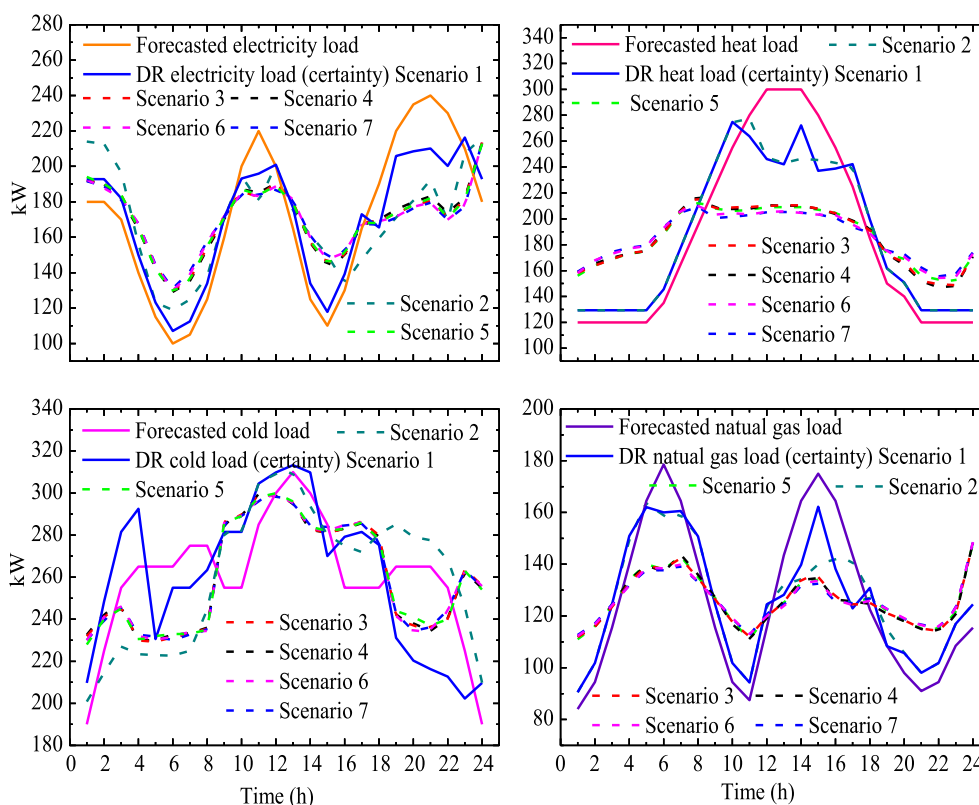 280
260
240
220
200
180
160
140
120
100
kW
Forecasted electricity load
DR electricity load (certainty) Scenario 1
Scenario 3
Scenario 4
Scenario 6
Scenario 7
Scenario 2
Scenario 5
340
320
300
280
260
240
220
200
180
160
140
120
100
Forecasted heat load
Scenario 2
DR heat load (certainty) Scenario 1
Scenario 5
Scenario 3
Scenario 4
Scenario 6
Scenario 7
340
320
300
280
260
240
220
200
180
kW
Forecasted cold load
Scenario 2
DR cold load (certainty) Scenario 1
Scenario 5
Scenario 3
Scenario 4
Scenario 6
Scenario 7
0 2 4 6 8 10 12 14 16 18 20 22 24
Time (h)
200
180
160
140
120
100
80
Forecasted natural gas load
DR natual gas load (certainty) Scenario 1
Scenario 5
Scenario 2
Scenario 3
Scenario 4
Scenario 6
Scenario 7
0 2 4 6 8 10 12 14 16 18 20 22 24
Time (h)